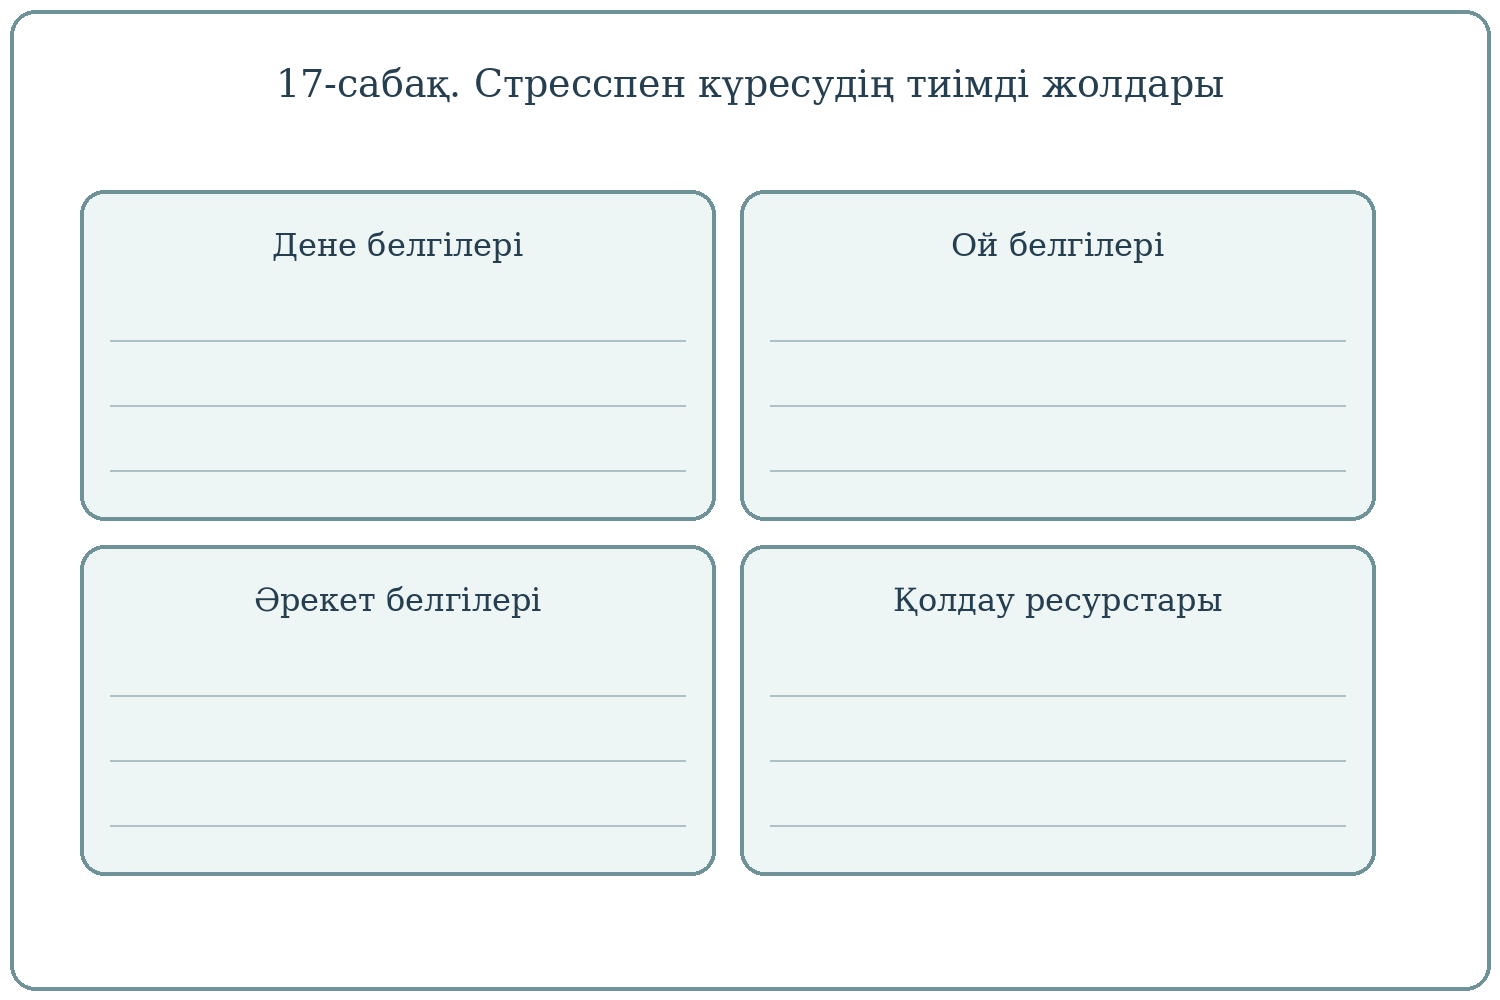 17-сабақ. Стресспен күресудің тиімді жолдары
Дене белгілері
Ой белгілері
Әрекет белгілері
Қолдау ресурстары